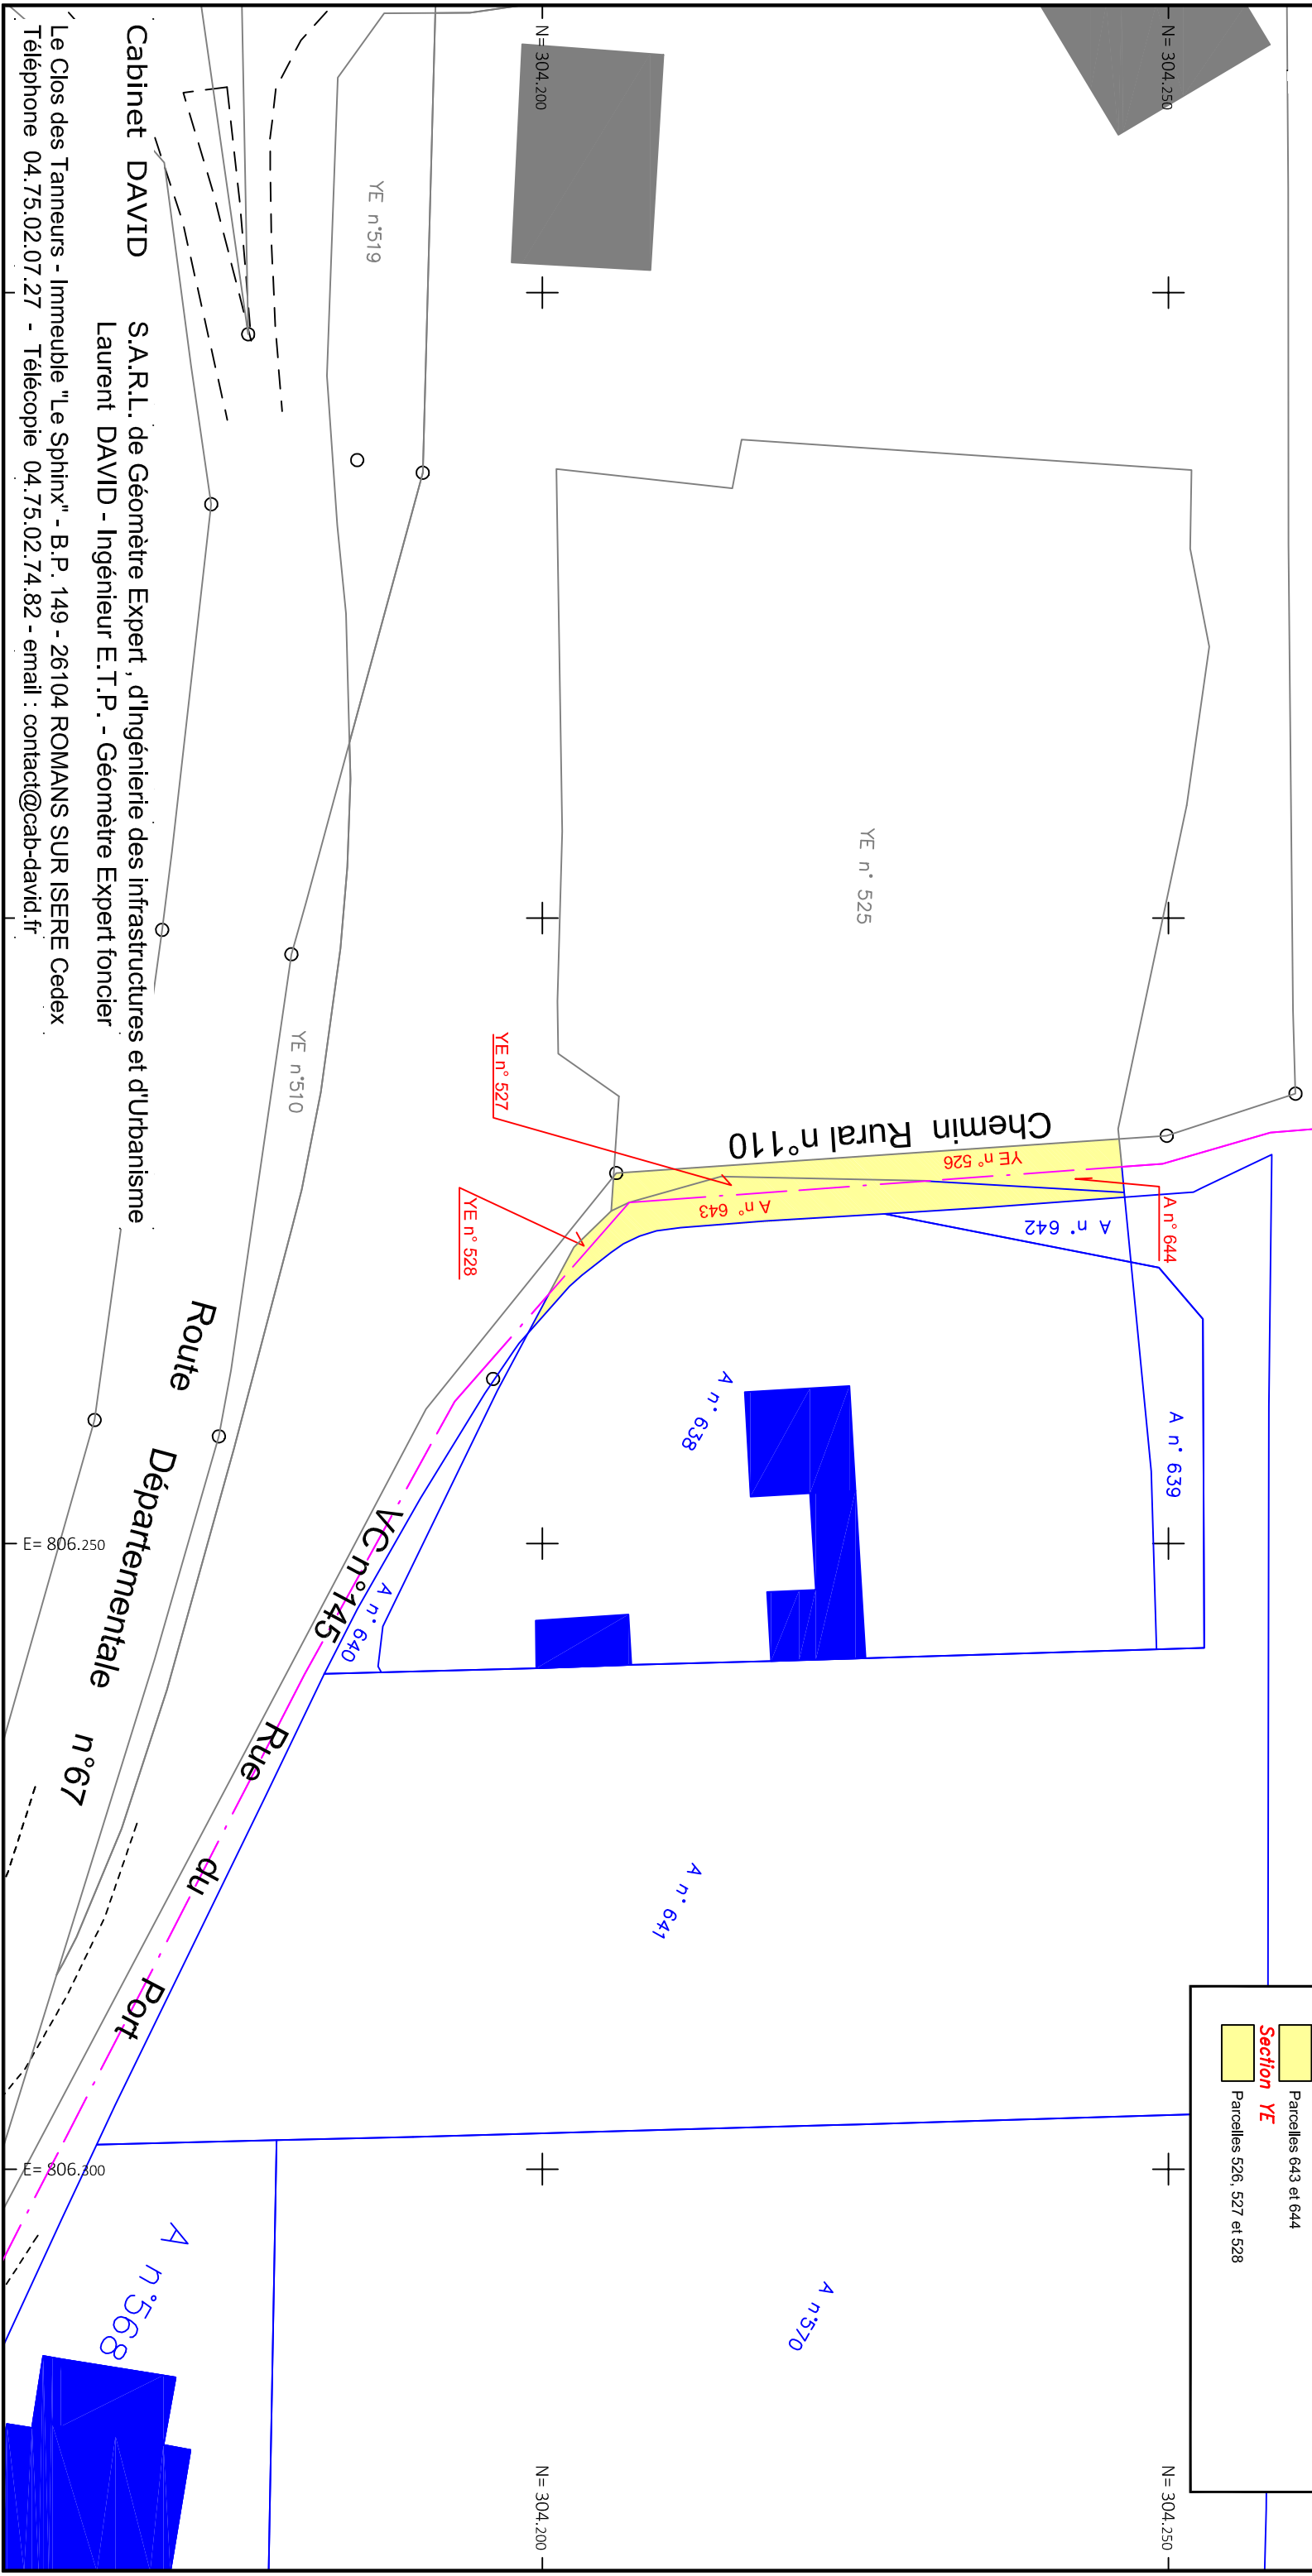 N= 304.200
N= 304.250
Cabinet DAVID
S.A.R.L. de Géomètre Expert , d'Ingénierie des infrastructures et d'Urbanisme
Laurent DAVID - Ingénieur E.T.P. - Géomètre Expert foncier
Le Clos des Tanneurs - Immeuble "Le Sphinx" - B.P. 149 - 26104 ROMANS SUR ISERE Cedex
Téléphone 04.75.02.07.27 - Télécopie 04.75.02.74.82 - email : contact@cab-david.fr
YE n°519
YE n° 525
YE n°510
YE n° 527
Chemin Rural n°110
YE n° 526
A n° 643
A n° 642
A n° 644
YE n° 528
A n° 638
A n° 639
Route Départementale n°67
E= 806.250
VC n°145 Rue du Port
A n° 640
A n° 641
Parcelles 643 et 644
Section YE
Parcelles 526, 527 et 528
E= 806.300
A n°568
A n°570
N= 304.200
N= 304.250